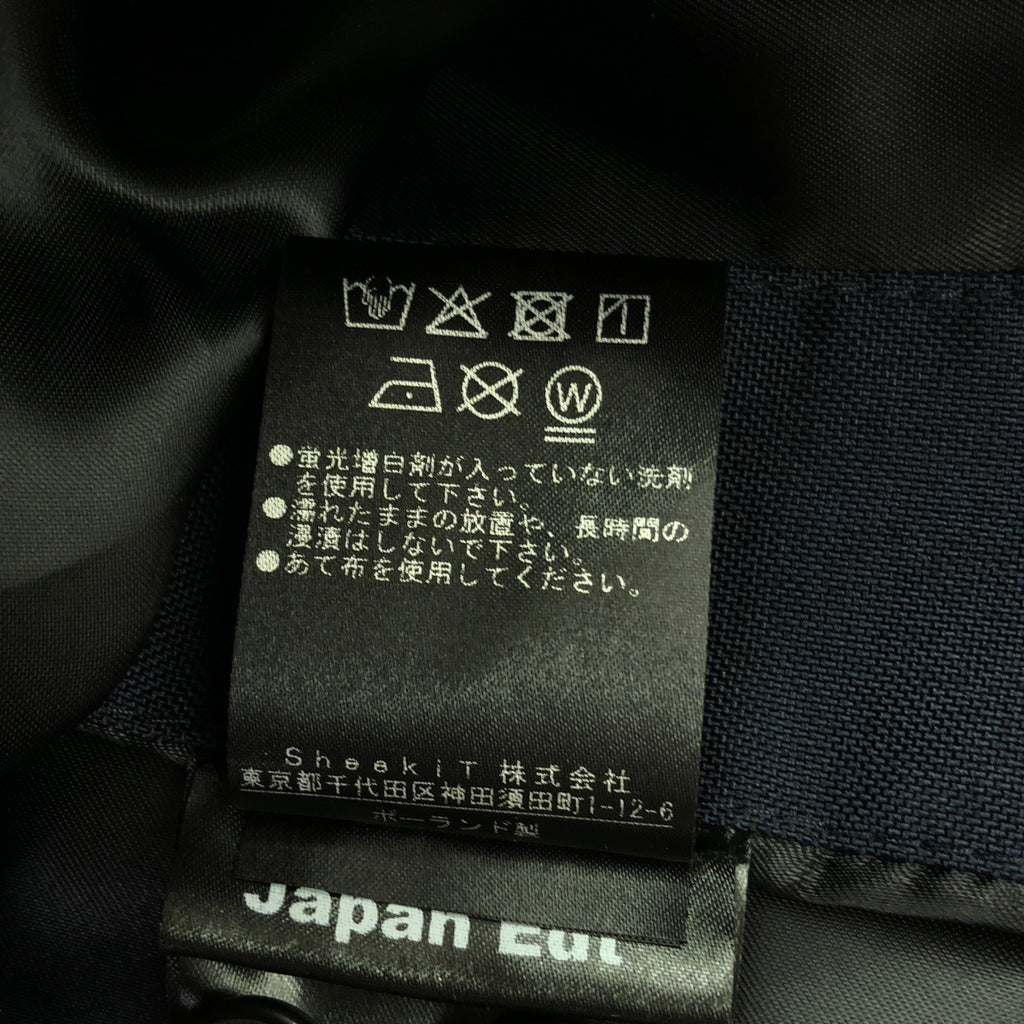 W
●蛍光増白剤が入っていない洗剤
を使用して下さい。
●濡れたままの放置や、長時間の
浸漬はしないで下さい。
●あて布を使用してください。
SheekiT 株式会社
東京都千代田区神田須田町1-12-6
ポーランド製
Japan